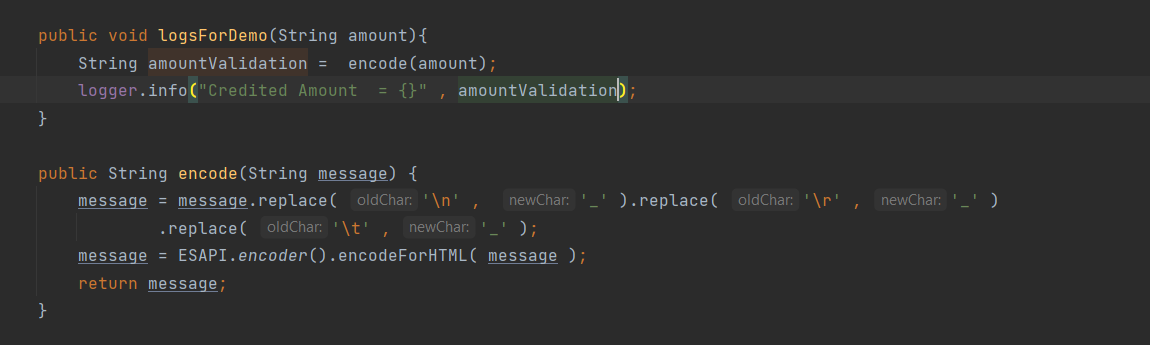 public void logsForDemo(String amount){
String amountValidation =  encode(amount);
logger.info("Credited Amount  = {}" , amountValidation);
}
public String encode(String message) {
message = message.replace( oldChar: '\n' ,  newChar: '_' ).replace( oldChar: '\r' , newChar: '_' )
.replace( oldChar: '\t' , newChar: '_' );
message = ESAPI.encoder().encodeForHTML( message );
return message;
}